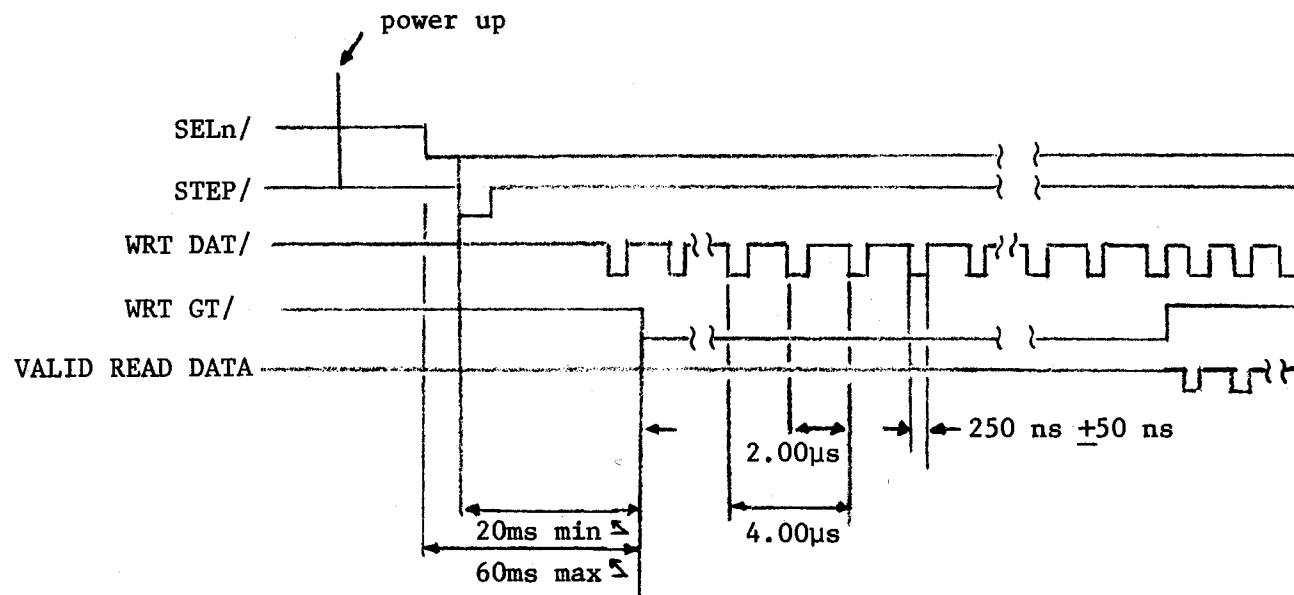 power up
SELn/
STEP/
WRT DAT/
WRT GT/
VALID READ DATA
250 ns ±50 ns
2.00μs
20ms min
4.00μs
60ms max